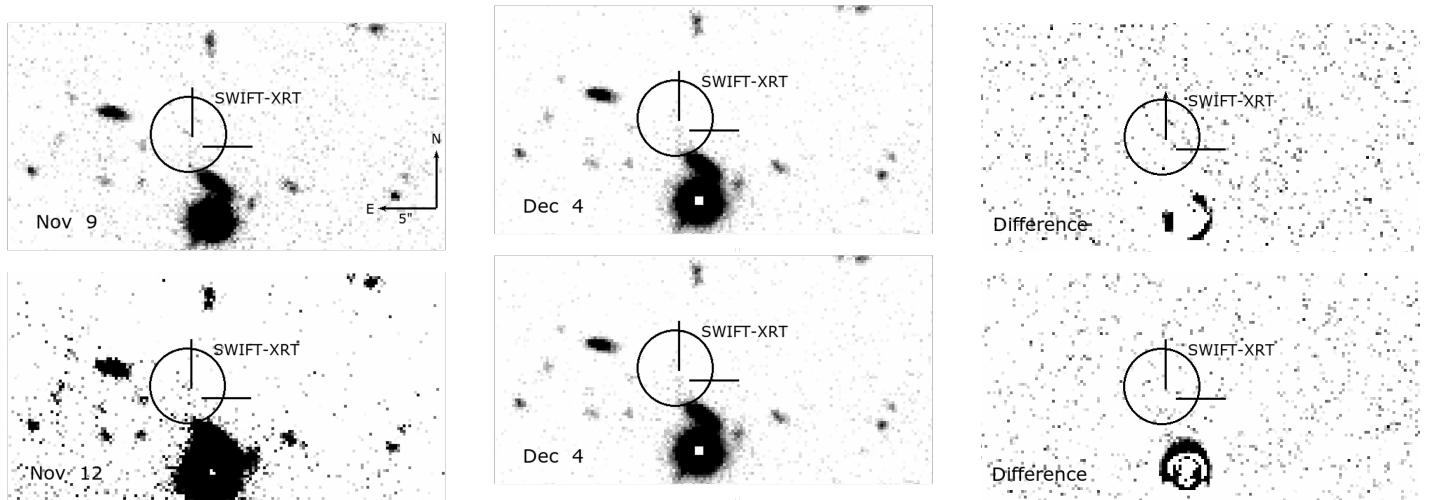 SWIFT-XRT
N
E
5"
Nov 9
SWIFT-XRT
Dec 4
SWIFT-XRT
Difference
SWIFT-XRT
Nov 12
SWIFT-XRT
Dec 4
SWIFT-XRT
Difference